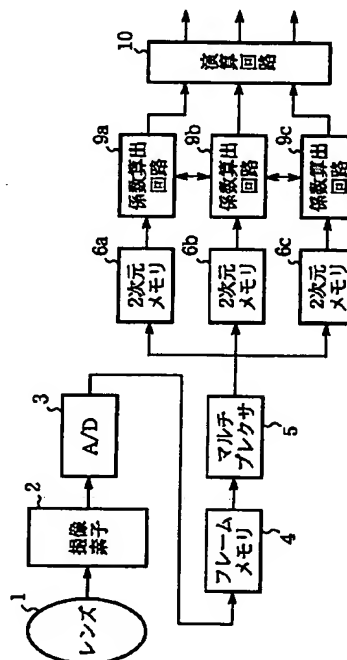 1
レンズ
2
撮像
素子
3
A/D
4
フレーム
メモリ
5
マルチ
プレクサ
6a
2次元
メモリ
6b
2次元
メモリ
6c
2次元
メモリ
9a
係数算出
回路
9b
係数算出
回路
9c
係数算出
回路
10
演算回路